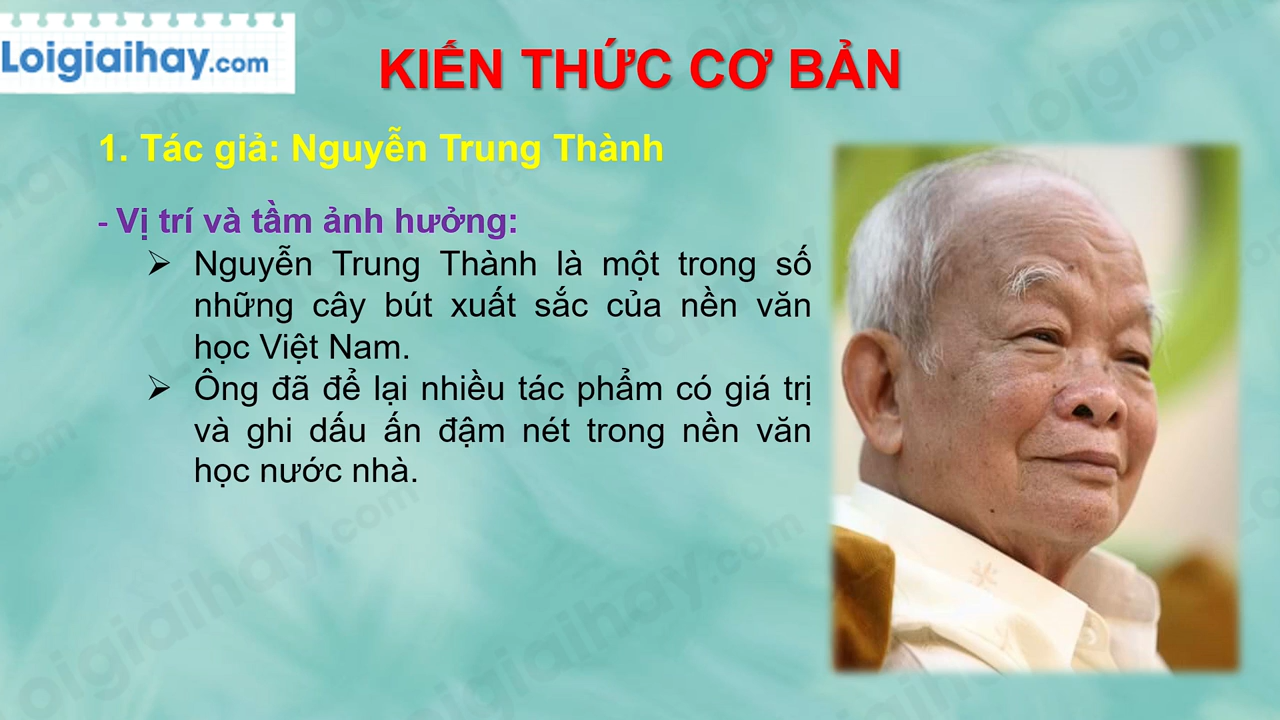 Loigiaihay.com
KIẾN THỨC CƠ BẢN
1. Tác giả: Nguyễn Trung Thành
- Vị trí và tầm ảnh hưởng:
➢ Nguyễn Trung Thành là một trong số
những cây bút xuất sắc của nền văn
học Việt Nam.
➢ Ông đã để lại nhiều tác phẩm có giá trị
và ghi dấu ấn đậm nét trong nền văn
học nước nhà.